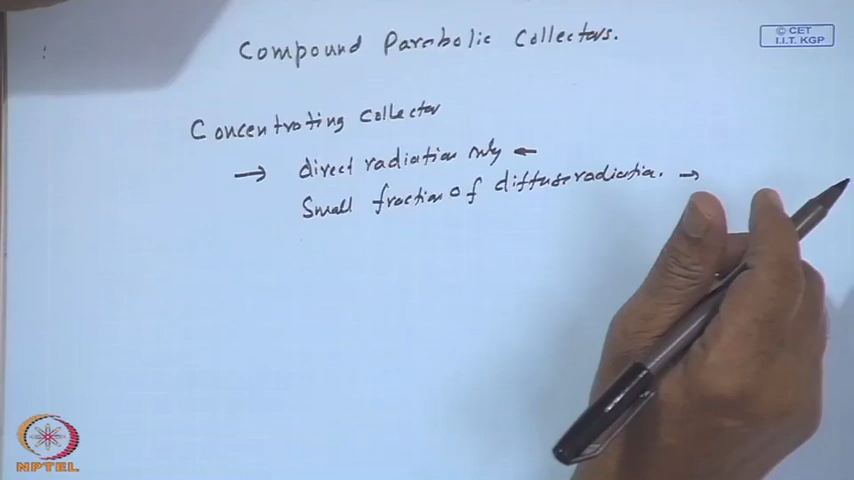 Compound Parabolic Collectors.
© CET
I.I.T. KGP
Concentrating collector
→ direct radiation only ←
Small fraction of diffuse radiation. →
NPTEL